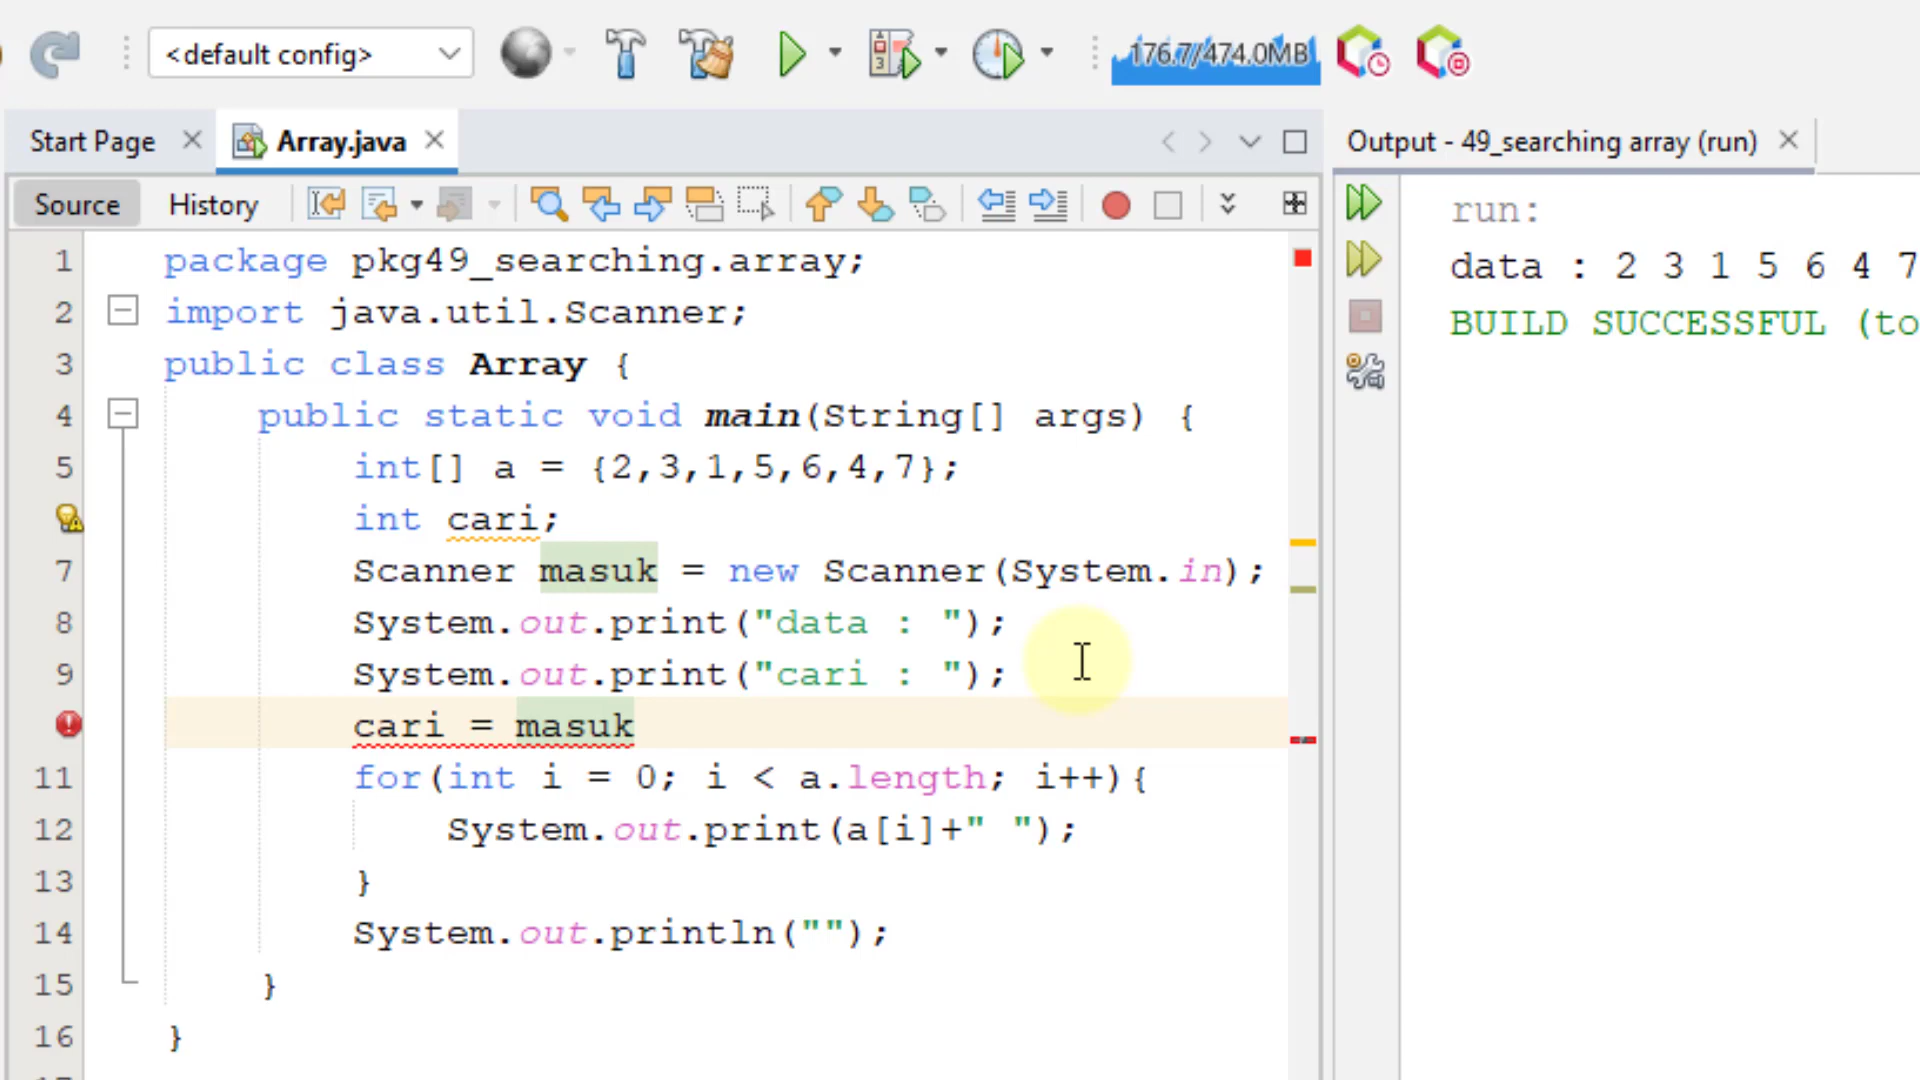 <default config>
176.7/474.0MB
Start Page
Array.java
Output - 49_searching array (run)
Source
History
1 package pkg49_searching.array;
2 import java.util.Scanner;
3 public class Array {
4 public static void main(String[] args) {
5 int[] a = {2,3,1,5,6,4,7};
int cari;
7 Scanner masuk = new Scanner(System.in);
8 System.out.print("data : ");
9 System.out.print("cari : ");
cari = masuk
11 for(int i = 0; i < a.length; i++){
12 System.out.print(a[i]+" ");
13 }
14 System.out.println("");
15 }
16 }
run:
data : 2 3 1 5 6 4 7
BUILD SUCCESSFUL (to